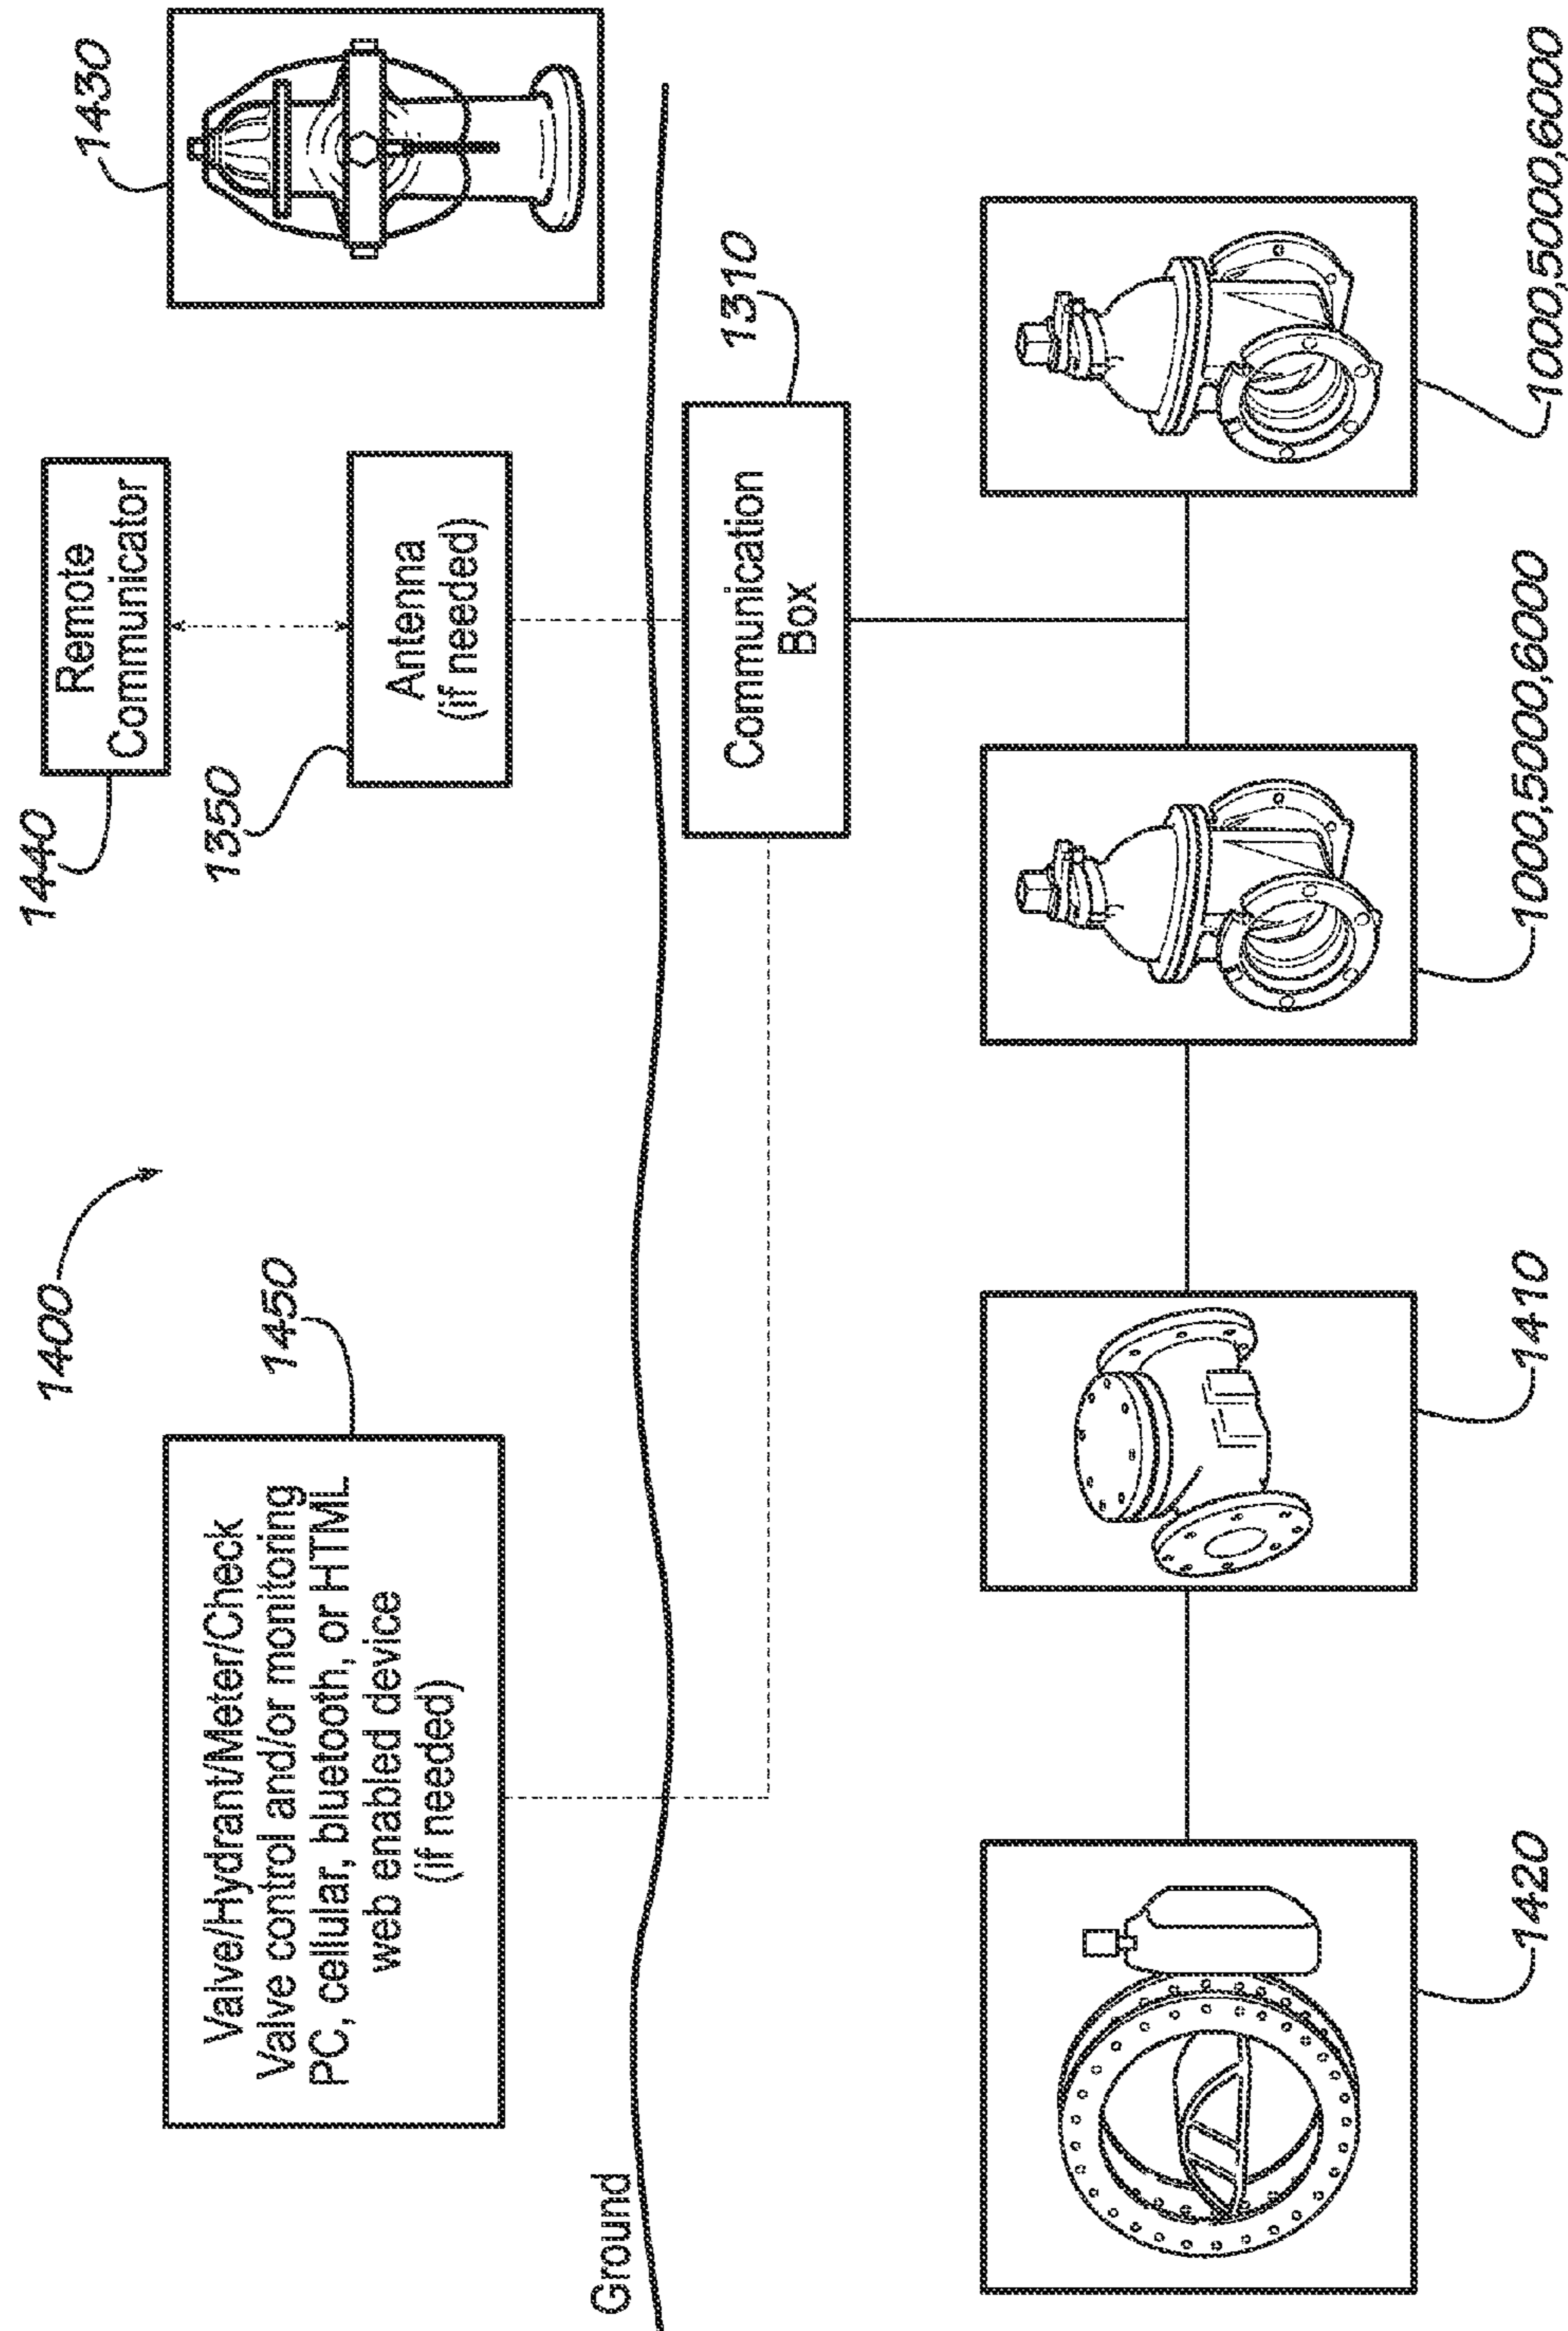 1400
1450
Valve/Hydrant/Meter/Check
Valve control and/or monitoring
PC, cellular, bluetooth, or HTML
web enabled device
(if needed)
1440
Remote
Communicator
1430
1350
Antenna
(if needed)
Ground
1310
Communication
Box
1420
1410
1000,5000,6000
1000,5000,6000